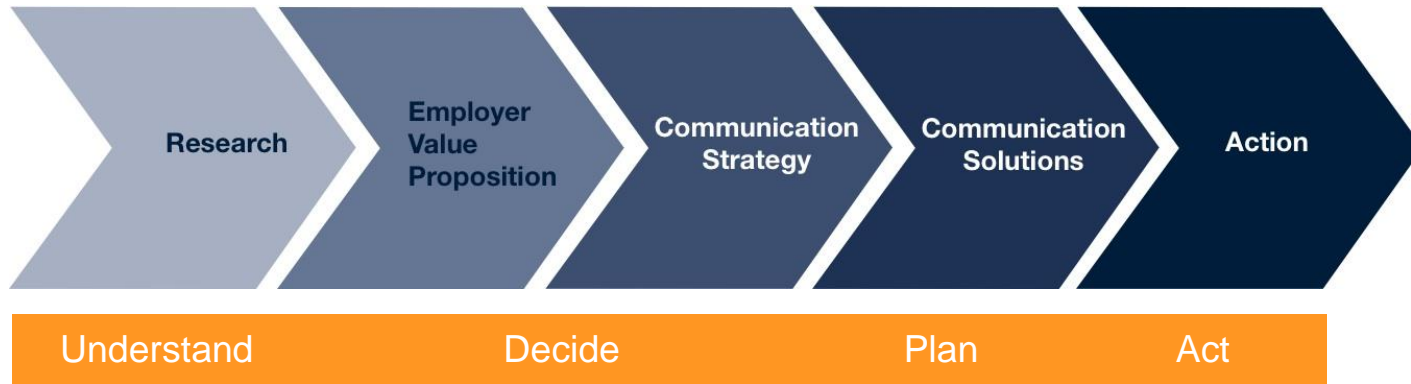 Research
Employer
Value
Proposition
Communication
Strategy
Communication
Solutions
Action
Understand Decide Plan Act